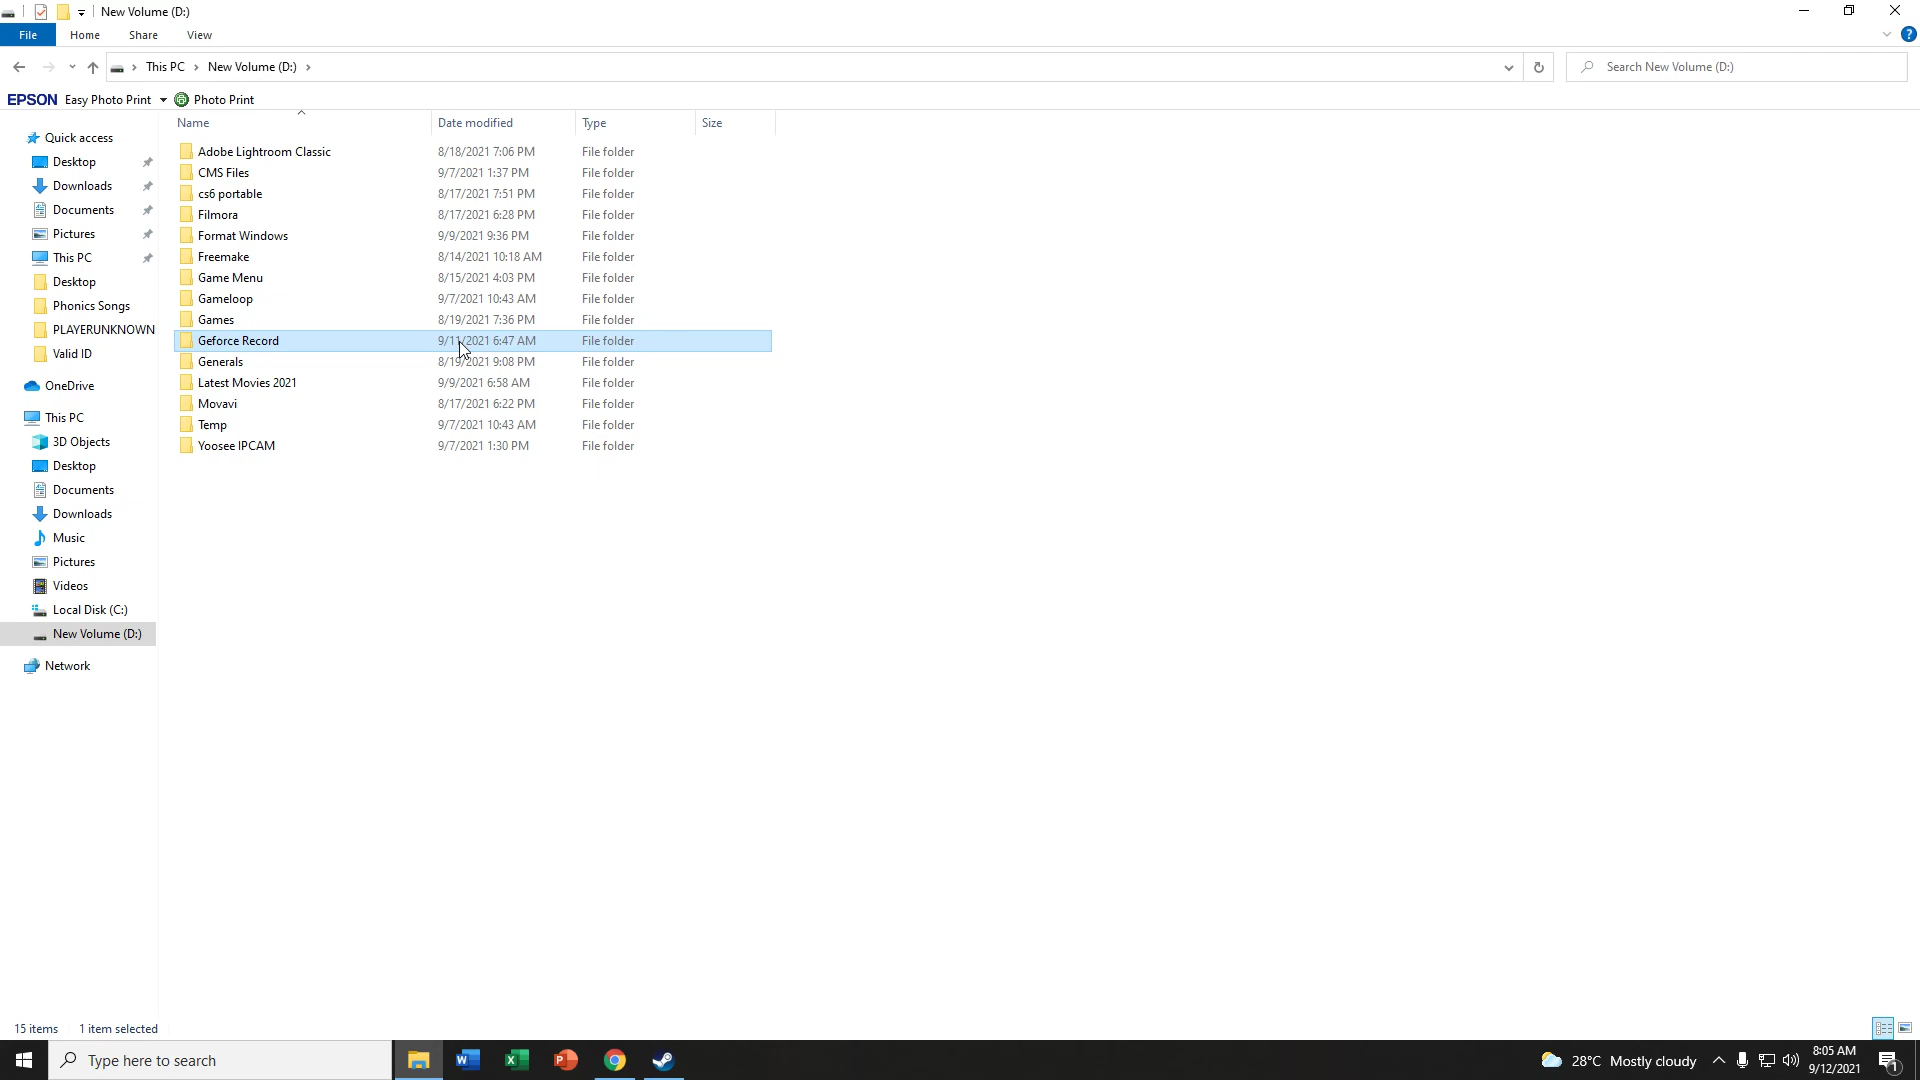 New Volume (D:)
File Home Share View
This PC New Volume (D:) Search New Volume (D:)
EPSON Easy Photo Print Photo Print
Name Date modified Type Size
Quick access
Desktop
Downloads
Documents
Pictures
This PC
Desktop
Phonics Songs
PLAYERUNKNOWN
Valid ID
OneDrive
This PC
3D Objects
Desktop
Documents
Downloads
Music
Pictures
Videos
Local Disk (C:)
New Volume (D:)
Network
Adobe Lightroom Classic 8/18/2021 7:06 PM File folder
CMS Files 9/7/2021 1:37 PM File folder
cs6 portable 8/17/2021 7:51 PM File folder
Filmora 8/17/2021 6:28 PM File folder
Format Windows 9/9/2021 9:36 PM File folder
Freemake 8/14/2021 10:18 AM File folder
Game Menu 8/15/2021 4:03 PM File folder
Gameloop 9/7/2021 10:43 AM File folder
Games 8/19/2021 7:36 PM File folder
Geforce Record 9/11/2021 6:47 AM File folder
Generals 8/19/2021 9:08 PM File folder
Latest Movies 2021 9/9/2021 6:58 AM File folder
Movavi 8/17/2021 6:22 PM File folder
Temp 9/7/2021 10:43 AM File folder
Yoosee IPCAM 9/7/2021 1:30 PM File folder
15 items 1 item selected
Type here to search
28°C Mostly cloudy
8:05 AM
9/12/2021
1